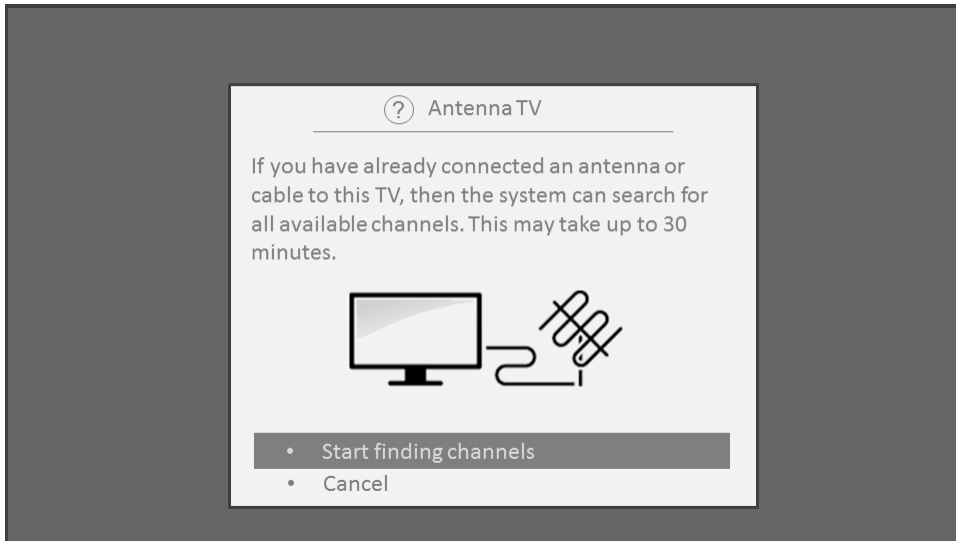 ? Antenna TV
If you have already connected an antenna or
cable to this TV, then the system can search for
all available channels. This may take up to 30
minutes.
• Start finding channels
• Cancel